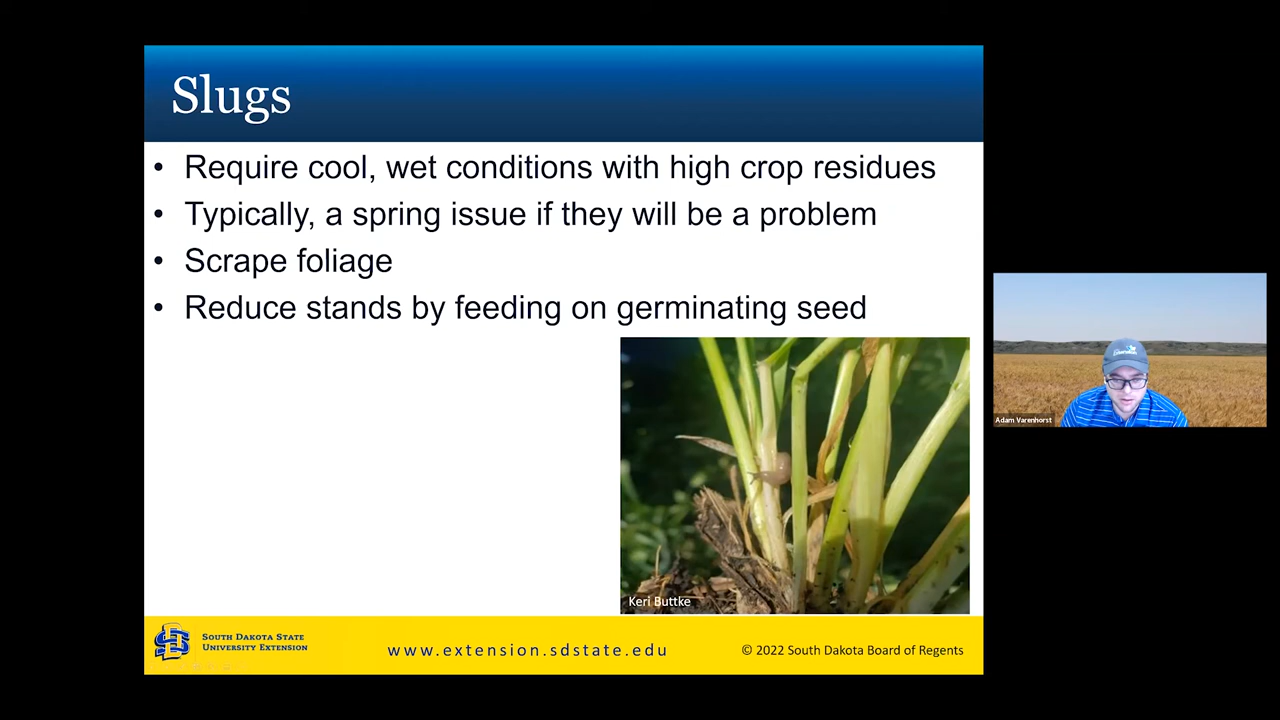 Slugs
• Require cool, wet conditions with high crop residues
• Typically, a spring issue if they will be a problem
• Scrape foliage
• Reduce stands by feeding on germinating seed
Adam Varenhorst
Keri Buttke
SOUTH DAKOTA STATE
UNIVERSITY EXTENSION
www.extension.sdstate.edu
© 2022 South Dakota Board of Regents